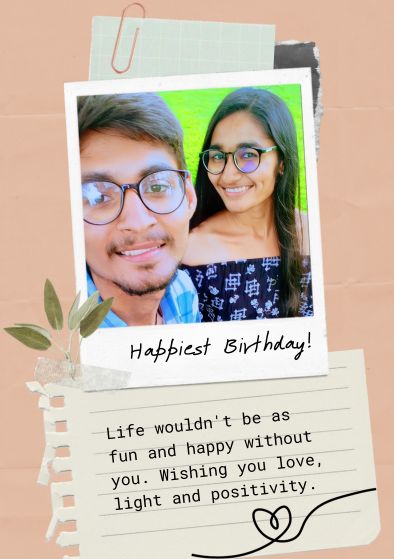 Happiest Birthday!
Life wouldn't be as
fun and happy without
you. Wishing you love,
light and positivity.